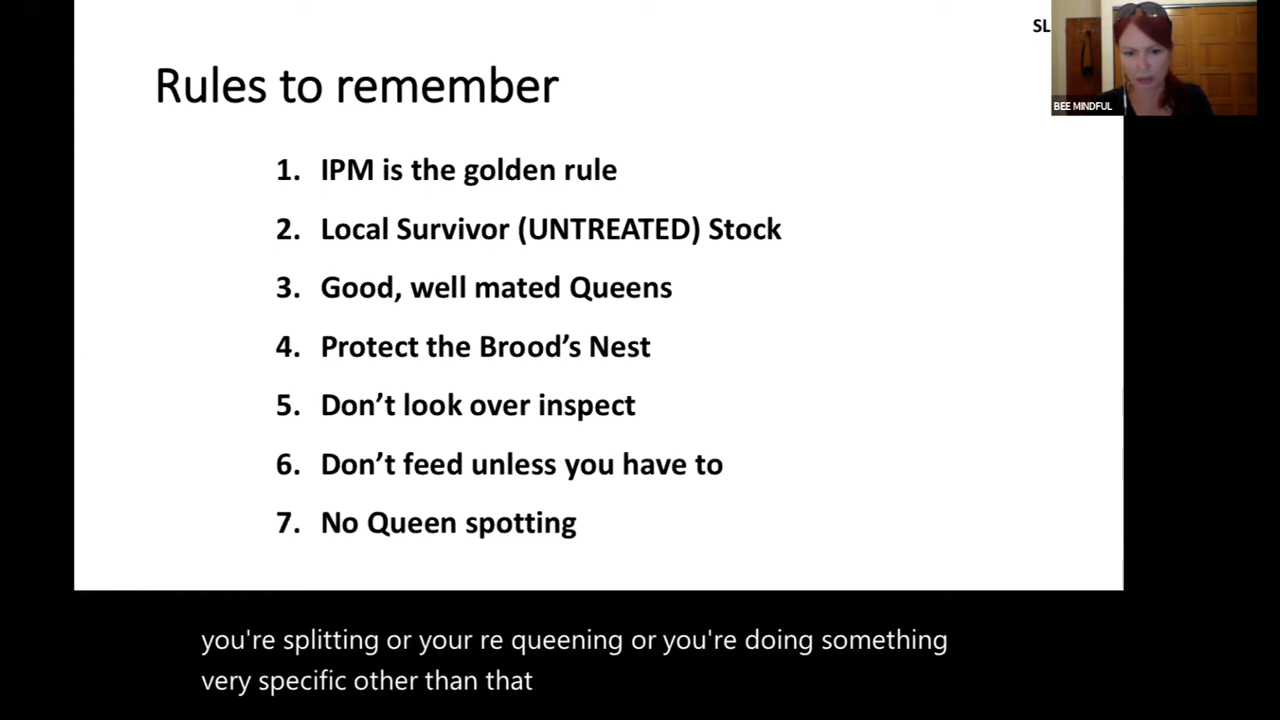 SL
Rules to remember
BEE MINDFUL
1. IPM is the golden rule
2. Local Survivor (UNTREATED) Stock
3. Good, well mated Queens
4. Protect the Brood’s Nest
5. Don’t look over inspect
6. Don’t feed unless you have to
7. No Queen spotting
you're splitting or your re queening or you're doing something
very specific other than that